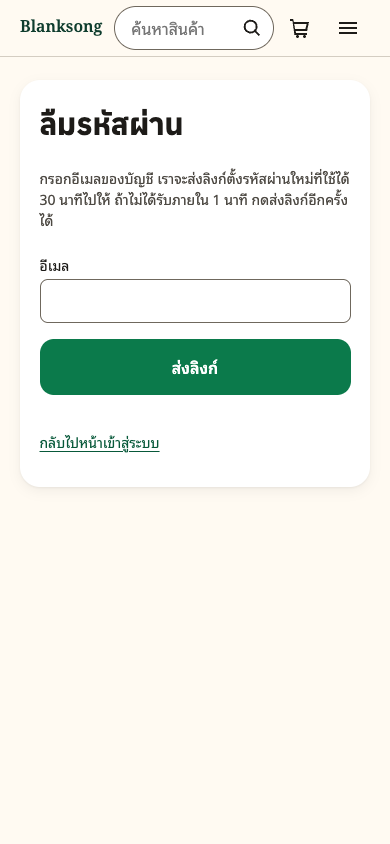 Blanksong
ค้นหาสินค้า
ลืมรหัสผ่าน
กรอกอีเมลของบัญชี เราจะส่งลิงก์ตั้งรหัสผ่านใหม่ที่ใช้ได้
30 นาทีไปให้ ถ้าไม่ได้รับภายใน 1 นาที กดส่งลิงก์อีกครั้ง
ได้
อีเมล
ส่งลิงก์
กลับไปหน้าเข้าสู่ระบบ